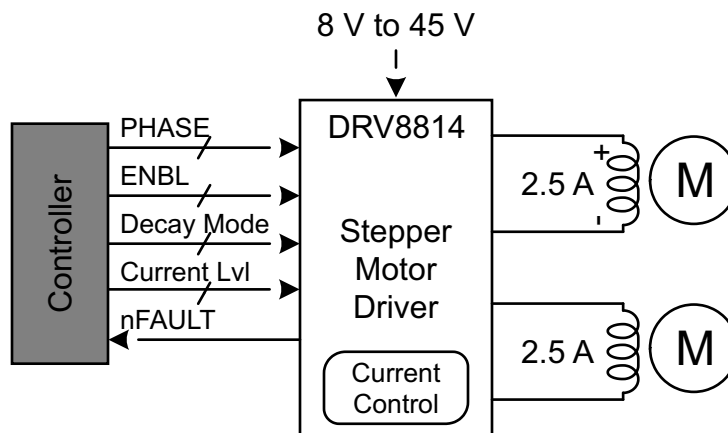 8 V to 45 V
Controller
PHASE
ENBL
Decay Mode
Current Lvl
nFAULT
DRV8814
Stepper
Motor
Driver
Current
Control
+
2.5 A
-
M
2.5 A
M